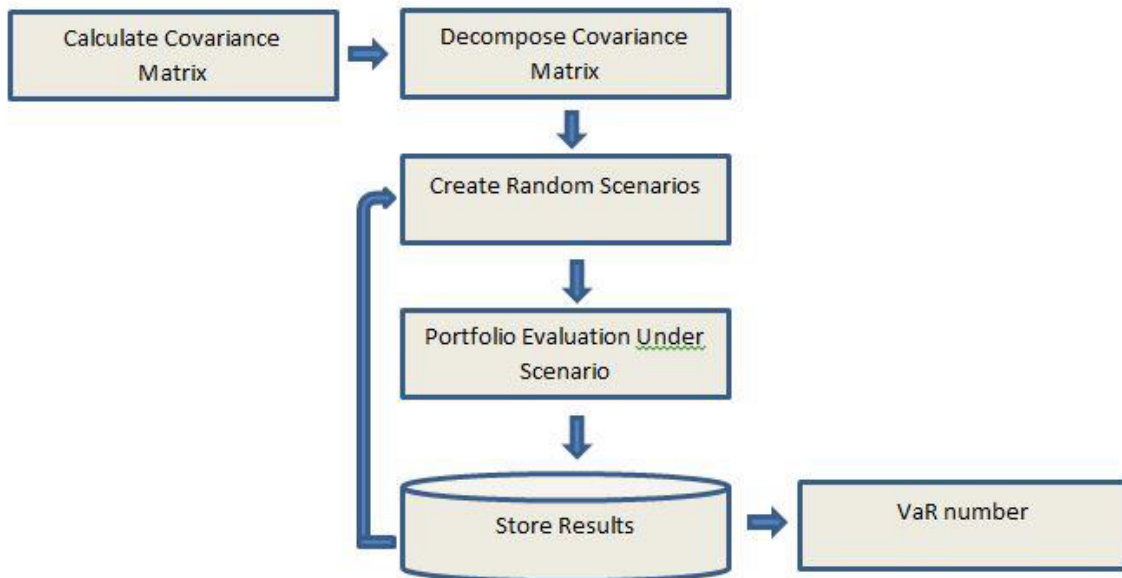 Calculate Covariance
Matrix
Decompose Covariance
Matrix
Create Random Scenarios
Portfolio Evaluation Under
Scenario
Store Results
VaR number